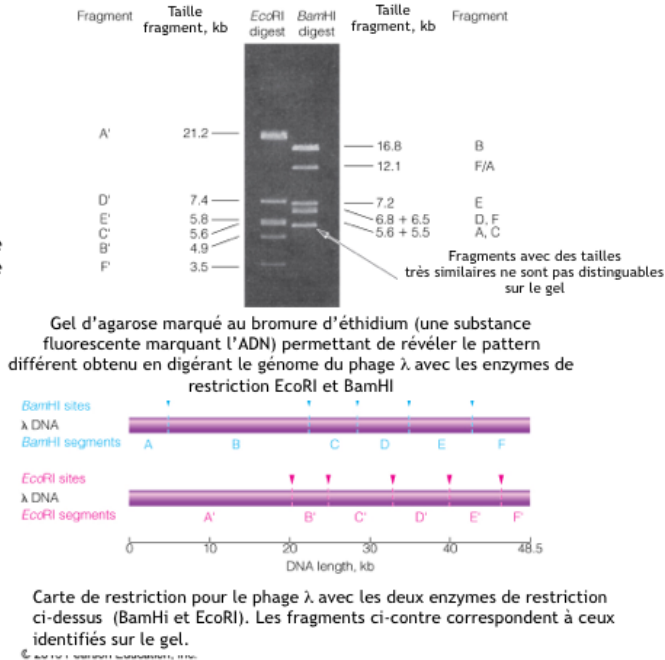 Fragment
Taille
fragment, kb
EcoRI
digest
BamHI
digest
Taille
fragment, kb
Fragment
A'
21.2
16.8
B
12.1
F/A
D'
7.4
7.2
E
E'
5.8
6.8 + 6.5
D, F
C'
5.6
5.6 + 5.5
A, C
B'
4.9
F'
3.5
Fragments avec des tailles
très similaires ne sont pas distinguables
sur le gel
Gel d'agarose marqué au bromure d'éthidium (une substance
fluorescente marquant l'ADN) permettant de révéler le pattern
différent obtenu en digérant le génome du phage λ avec les enzymes de
restriction EcoRI et BamHI
BamHI sites
λ DNA
BamHI segments A B C D E F
EcoRI sites
λ DNA
EcoRI segments A' B' C' D' E' F'
0 10 20 30 40 48.5
DNA length, kb
Carte de restriction pour le phage λ avec les deux enzymes de restriction
ci-dessus (BamHi et EcoRI). Les fragments ci-contre correspondent à ceux
identifiés sur le gel.
Pearson Education, Inc.